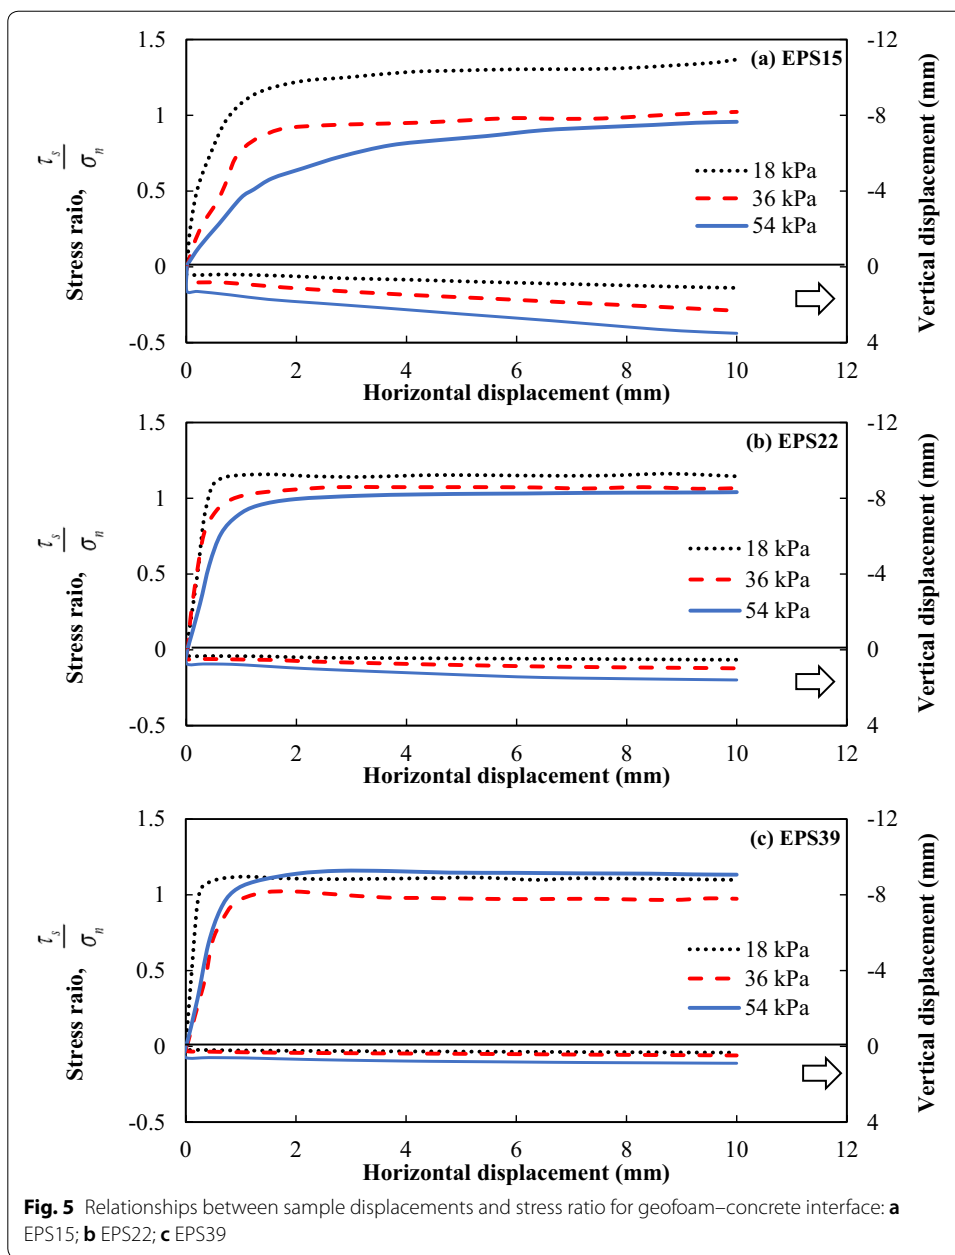 (a) EPS15
1.5
1
0.5
0
-0.5
-12
-8
-4
0
4
18 kPa
36 kPa
54 kPa
0 2 4 6 8 10 12
Horizontal displacement (mm)
Stress raio, τs/σn
Vertical displacement (mm)
(b) EPS22
1.5
1
0.5
0
-0.5
-12
-8
-4
0
4
18 kPa
36 kPa
54 kPa
0 2 4 6 8 10 12
Horizontal displacement (mm)
Stress raio, τs/σn
Vertical displacement (mm)
(c) EPS39
1.5
1
0.5
0
-0.5
-12
-8
-4
0
4
18 kPa
36 kPa
54 kPa
0 2 4 6 8 10 12
Horizontal displacement (mm)
Stress raio, τs/σn
Vertical displacement (mm)
Fig. 5 Relationships between sample displacements and stress ratio for geofoam–concrete interface: a
EPS15; b EPS22; c EPS39